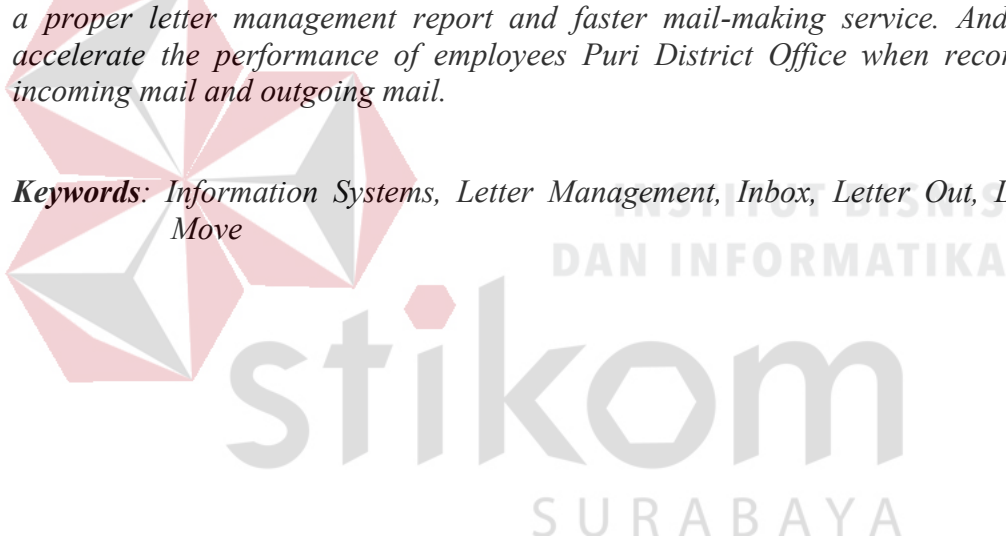 a proper letter management report and faster mail-making service. And
accelerate the performance of employees Puri District Office when recor
incoming mail and outgoing mail.
Keywords: Information Systems, Letter Management, Inbox, Letter Out, L
Move
INSTITUT BISNIS
DAN INFORMATIKA
stikom
SURABAYA